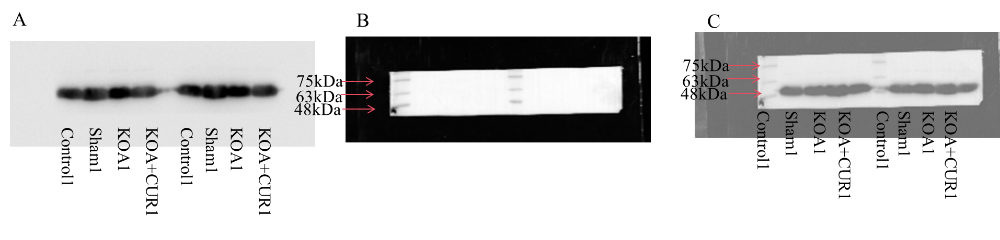 A
B
C
75kDa
63kDa
48kDa
75kDa
63kDa
48kDa
Control1
Sham1
KOA1
KOA+CUR1
Control1
Sham1
KOA1
KOA+CUR1
Control1
Sham1
KOA1
KOA+CUR1
Control1
Sham1
KOA1
KOA+CUR1